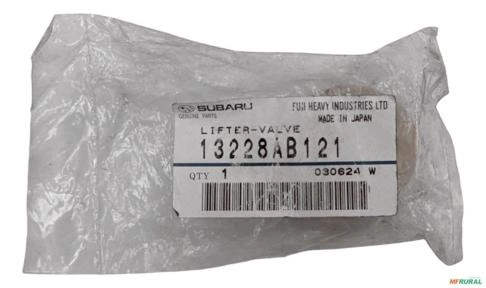 SUBARU
GENUINE PARTS
FUJI HEAVY INDUSTRIES LTD
MADE IN JAPAN
LIFTER-VALVE
13228AB121
QTY 1
030624 W
MFRURAL